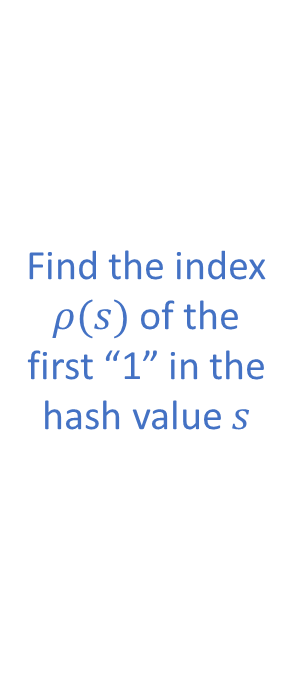 Find the index
ρ(s) of the
first “1” in the
hash value s